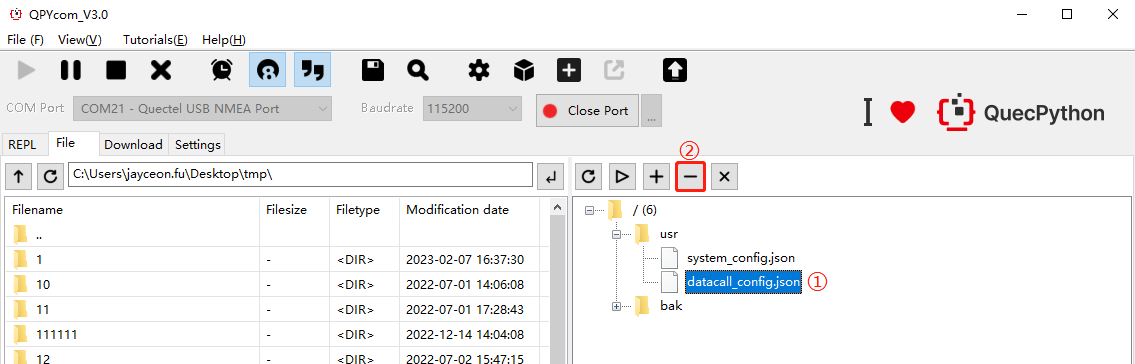 QPYcom_V3.0
File (F) View(V) Tutorials(E) Help(H)
COM Port COM21 - Quectel USB NMEA Port Baudrate 115200 Close Port ...
I QuecPython
REPL File Download Settings
②
C:\Users\jayceon.fu\Desktop\tmp\
Filename Filesize Filetype Modification date
..
1 - <DIR> 2023-02-07 16:37:30
10 - <DIR> 2022-07-01 14:06:08
11 - <DIR> 2022-07-01 17:28:43
111111 - <DIR> 2022-12-14 14:04:08
12 - <DIR> 2022-07-02 15:47:15
/ (6)
usr
system_config.json
datacall_config.json ①
bak